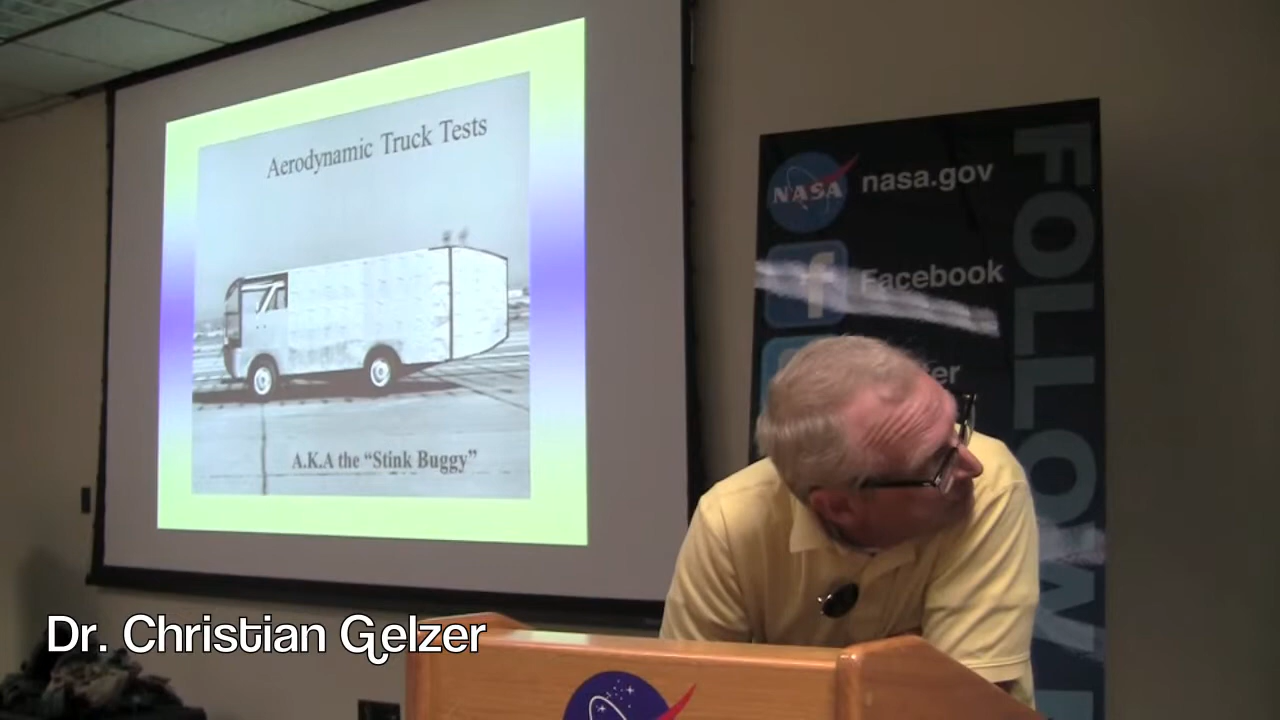 Aerodynamic Truck Tests
A.K.A the “Stink Buggy”
NASA
nasa.gov
f
Facebook
FOLLOW
Dr. Christian Gelzer